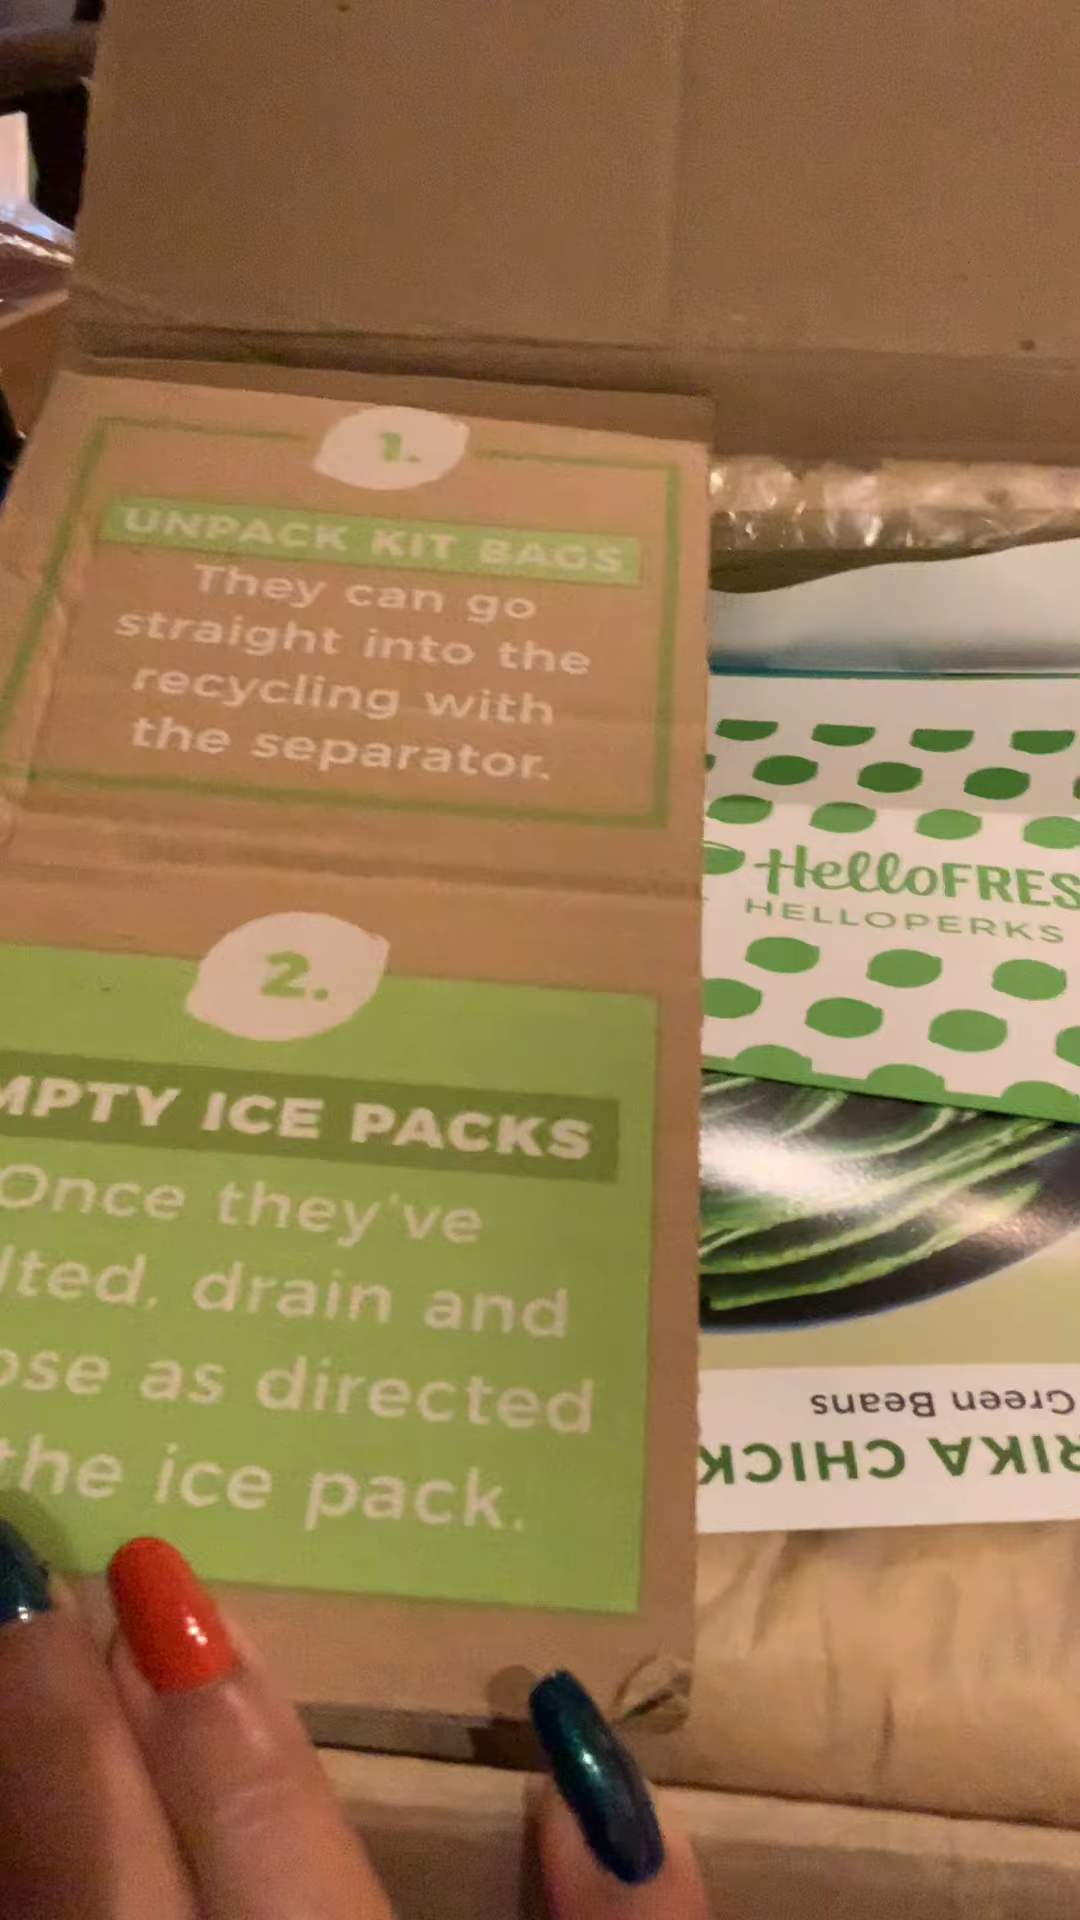 1.
UNPACK KIT BAGS
They can go
straight into the
recycling with
the separator.
2.
MPTY ICE PACKS
Once they've
lted, drain and
ose as directed
the ice pack.
HelloFRES
HELLOPERKS
Green Beans
RIKA CHICK